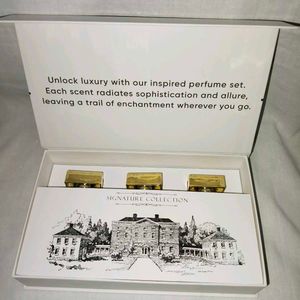 Unlock luxury with our inspired perfume set.
Each scent radiates sophistication and allure,
leaving a trail of enchantment wherever you go.
SIGNATURE COLLECTION